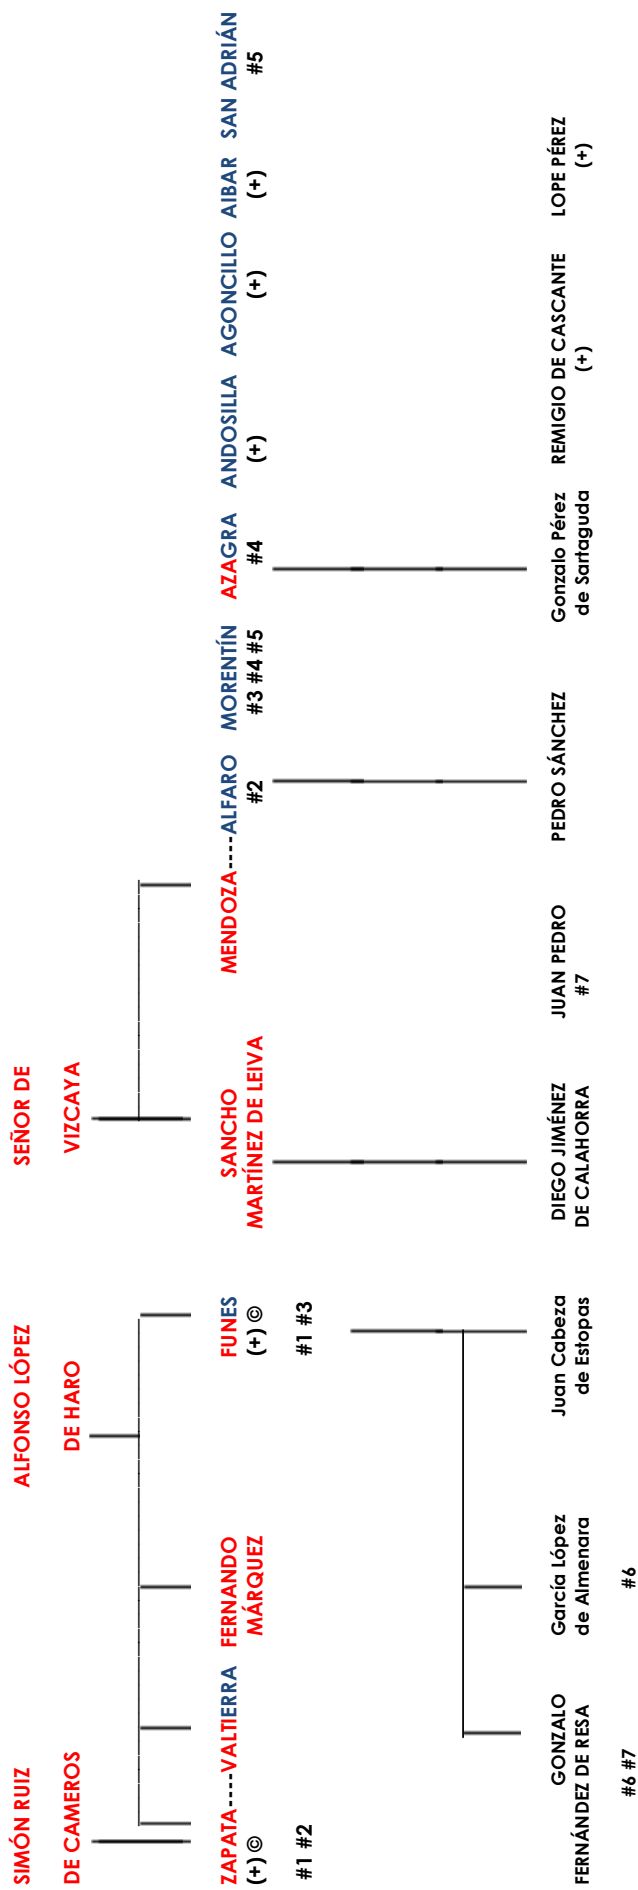 SIMÓN RUIZ ALFONSO LÓPEZ SEÑOR DE
DE CAMEROS DE HARO VIZCAYA
ZAPATA----VALTIERRA FERNANDO FUNES SANCHO MENDOZA----ALFARO MORENTÍN AZAGRA ANDOSILLA AGONCILLO AIBAR SAN ADRIÁN
(+) © MÁRQUEZ (+) © MARTÍNEZ DE LEIVA #2 #3 #4 #5 #4 (+) (+) (+) #5
#1 #2 #1 #3
GONZALO García López Juan Cabeza DIEGO JIMÉNEZ JUAN PEDRO PEDRO SÁNCHEZ Gonzalo Pérez REMIGIO DE CASCANTE LOPE PÉREZ
FERNÁNDEZ DE RESA de Almenara de Estopas DE CALAHORRA #7 de Sartaguda (+) (+)
#6 #7 #6